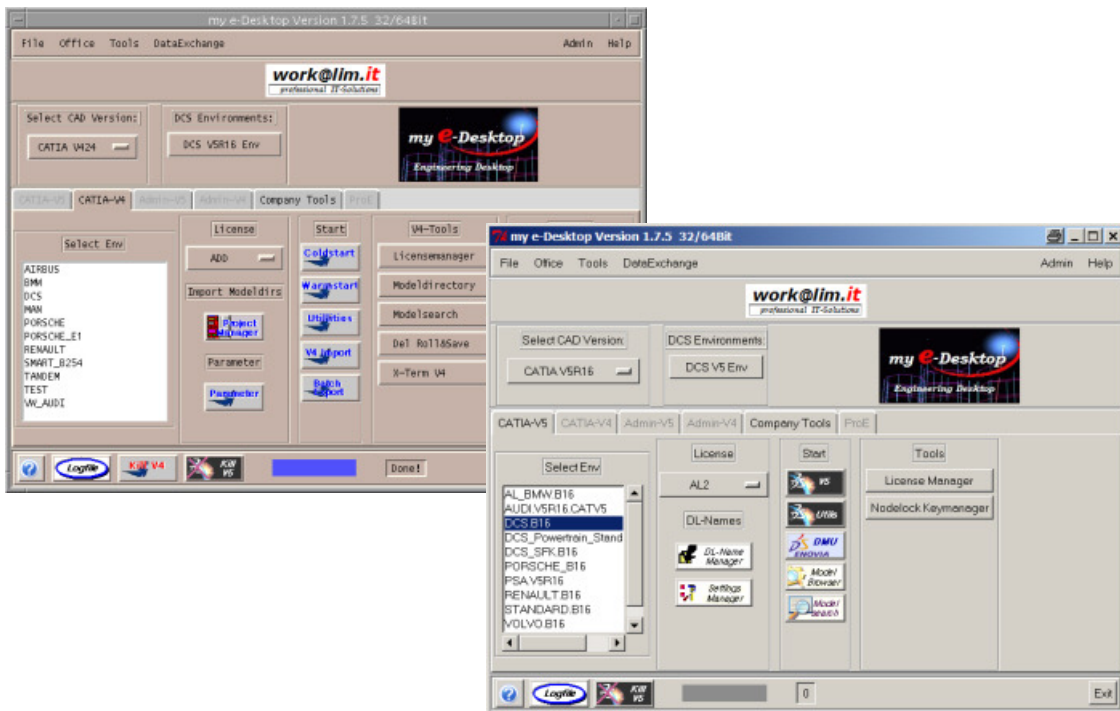 my e-Desktop Version 1.7.5 32/64Bit
File Office Tools DataExchange Admin Help
work@lim.it
professional IT-Solutions
Select CAD Version: DCS Environments:
CATIA V424 DCS V5R16 Env
my e-Desktop
Engineering Desktop
CATIA-V5 CATIA-V4 Admin-V5 Admin-V4 Company Tools ProE
Select Env
AIRBUS
BMW
DCS
MAN
PORSCHE
PORSCHE_E1
RENAULT
SMART_B254
TANDEM
TEST
VW_AUDI
License
ADD
Import Modeldirs
Project Manager
Parameter
Parameter
Start
Coldstart
Warmstart
Utilities
V4 Import
Batch Export
V4-Tools
Licensemanager
Modeldirectory
Modelsearch
Del Roll&Save
X-Term V4
Logfile Kill V4 Kill V5 Done!
my e-Desktop Version 1.7.5 32/64Bit
File Office Tools DataExchange Admin Help
work@lim.it
professional IT-Solutions
Select CAD Version: DCS Environments:
CATIA V5R16 DCS V5 Env
my e-Desktop
Engineering Desktop
CATIA-V5 CATIA-V4 Admin-V5 Admin-V4 Company Tools ProE
Select Env
AL_BMW.B16
AUDI.V5R16.CATV5
DCS.B16
DCS_Powertrain_Stand
DCS_SFK.B16
PORSCHE_B16
PSA.V5R16
RENAULT.B16
STANDARD.B16
VOLVO.B16
License
AL2
DL-Names
DL-Name Manager
Settings Manager
Start
V5
Utils
DMU
ENOVIA
Model Browser
Model search
Tools
License Manager
Nodelock Keymanager
Logfile Kill V5 0 Exit